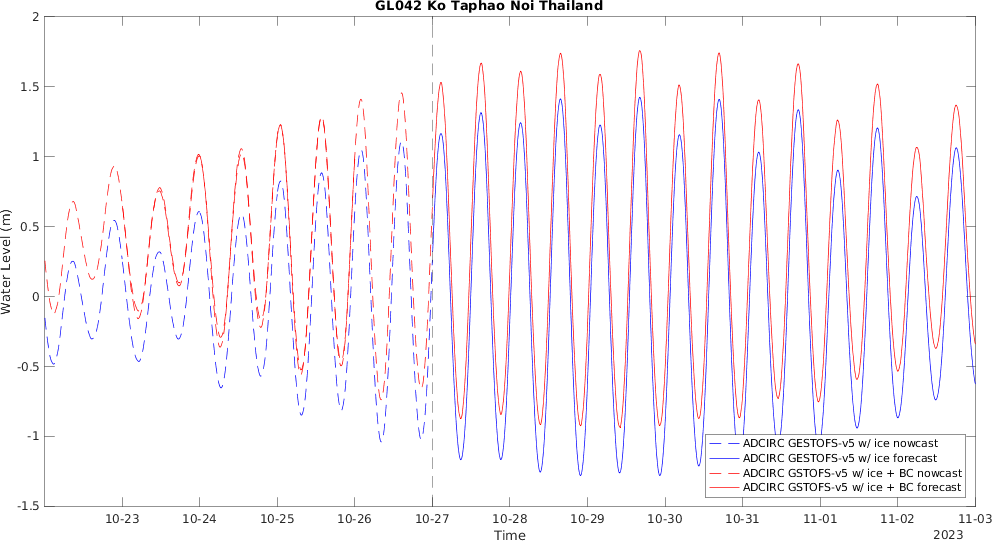 GL042 Ko Taphao Noi Thailand
2
1.5
1
0.5
0
-0.5
-1
-1.5
Water Level (m)
ADCIRC GESTOFS-v5 w/ ice nowcast
ADCIRC GESTOFS-v5 w/ ice forecast
ADCIRC GSTOFS-v5 w/ ice + BC nowcast
ADCIRC GSTOFS-v5 w/ ice + BC forecast
10-23 10-24 10-25 10-26 10-27 10-28 10-29 10-30 10-31 11-01 11-02 11-03
Time 2023